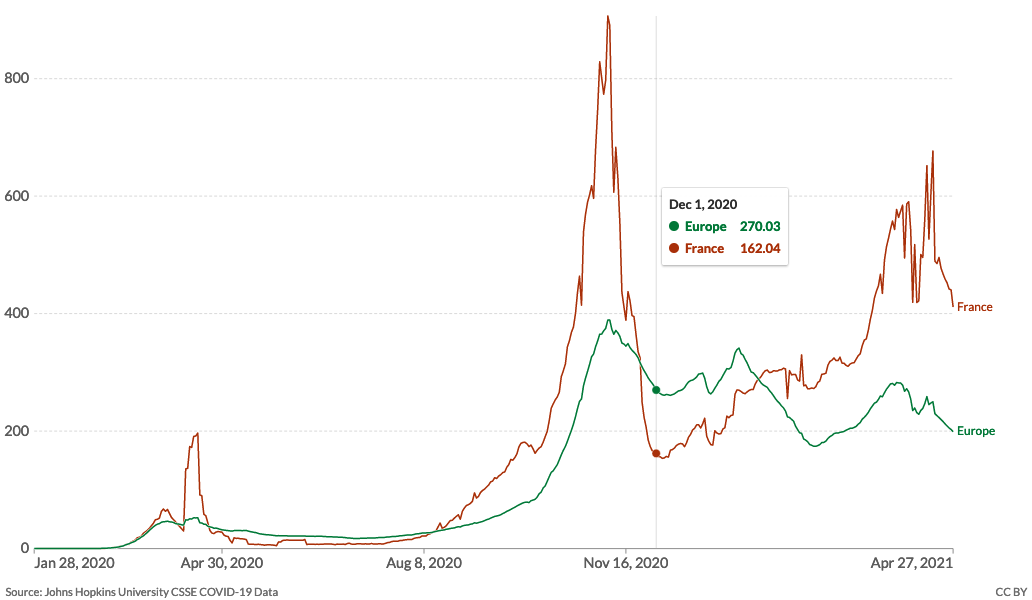 800
600
400
200
0
Dec 1, 2020
Europe 270.03
France 162.04
France
Europe
Jan 28, 2020 Apr 30, 2020 Aug 8, 2020 Nov 16, 2020 Apr 27, 2021
Source: Johns Hopkins University CSSE COVID-19 Data CC BY